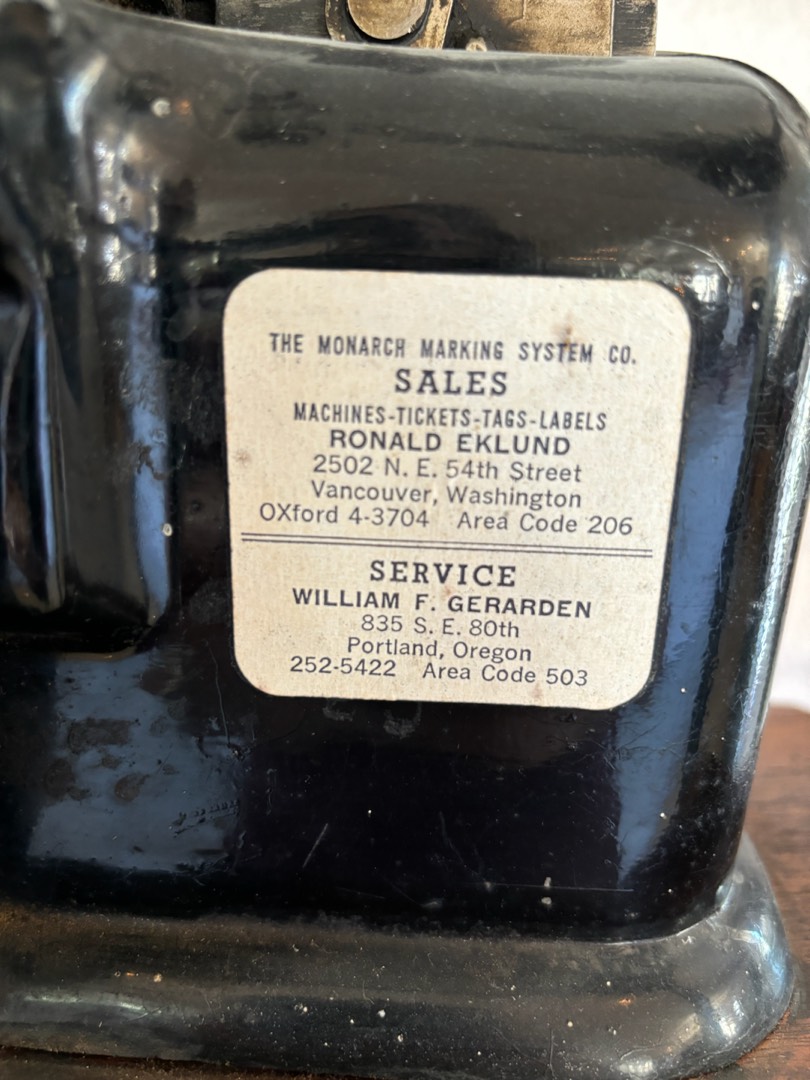 THE MONARCH MARKING SYSTEM CO.
SALES
MACHINES-TICKETS-TAGS-LABELS
RONALD EKLUND
2502 N. E. 54th Street
Vancouver, Washington
OXford 4-3704 Area Code 206
SERVICE
WILLIAM F. GERARDEN
835 S. E. 80th
Portland, Oregon
252-5422 Area Code 503